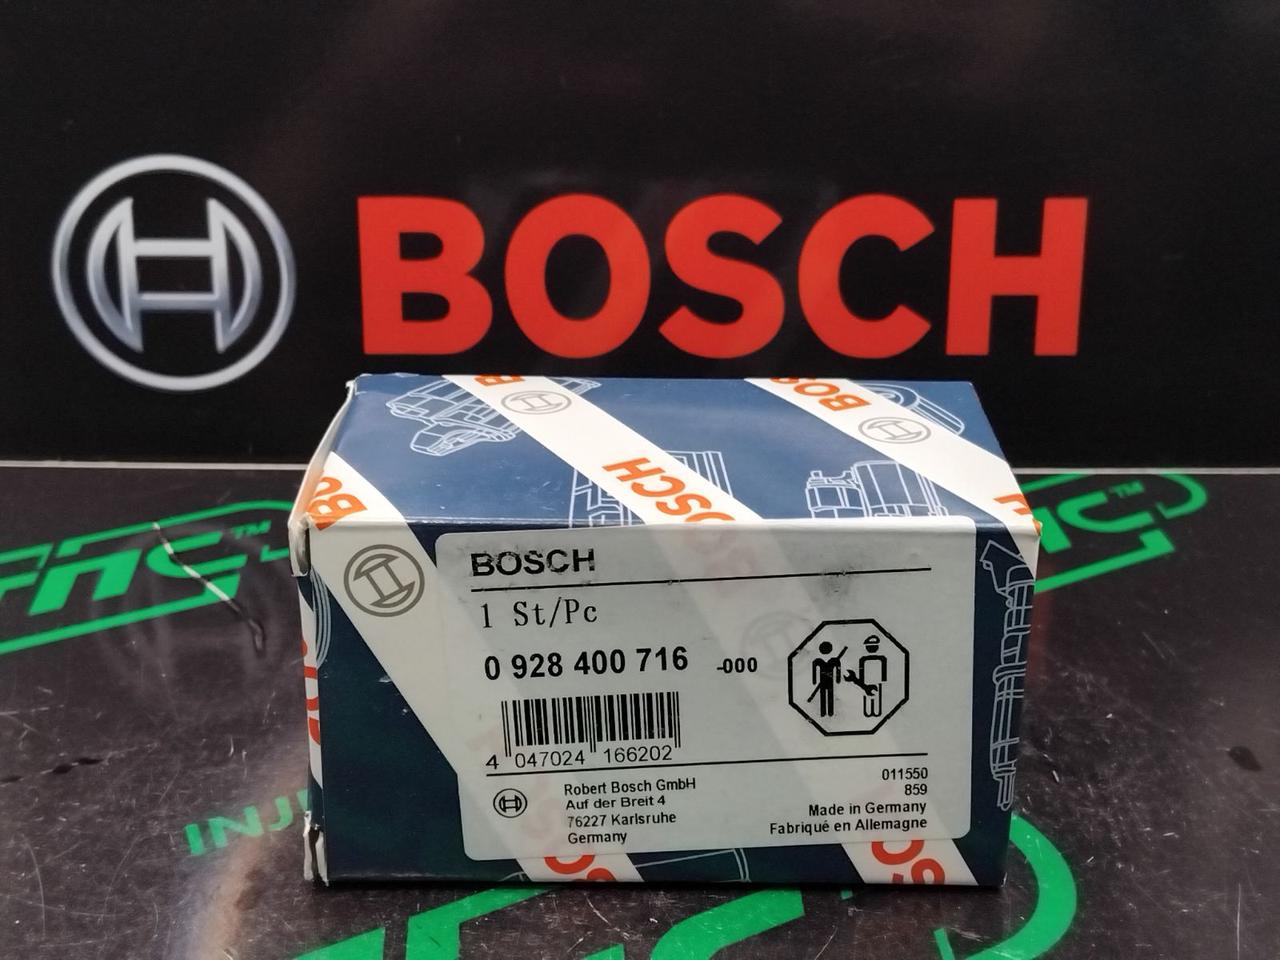 BOSCH
BOSCH
BOSCH
BOSCH
1 St/Pc
0 928 400 716 -000
4 047024 166202
Robert Bosch GmbH
Auf der Breit 4
76227 Karlsruhe
Germany
011550
859
Made in Germany
Fabriqué en Allemagne